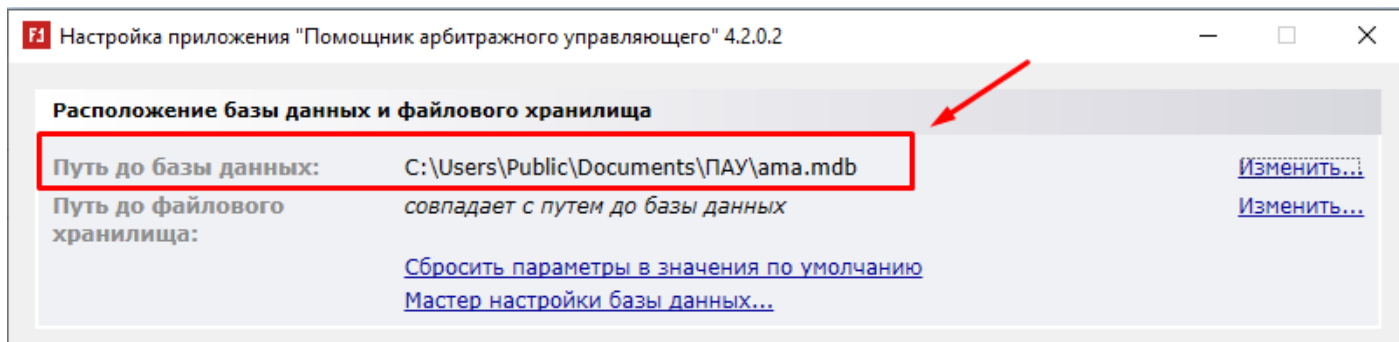 Настройка приложения "Помощник арбитражного управляющего" 4.2.0.2
Расположение базы данных и файлового хранилища
Путь до базы данных: C:\Users\Public\Documents\ПАУ\ama.mdb Изменить...
Путь до файлового хранилища: совпадает с путем до базы данных Изменить...
Сбросить параметры в значения по умолчанию
Мастер настройки базы данных...